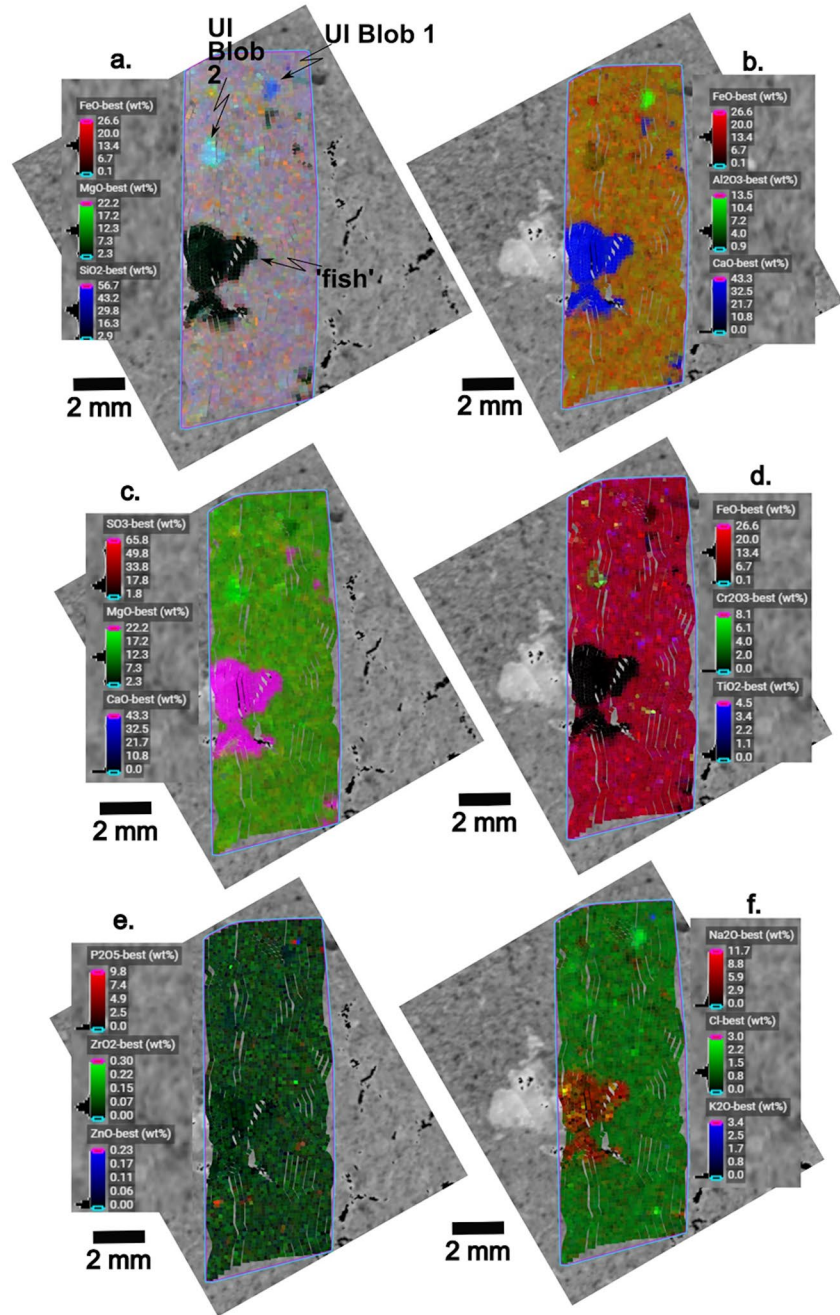 a.
UI
Blob
2
UI Blob 1
FeO-best (wt%)
26.6
20.0
13.4
6.7
0.1
MgO-best (wt%)
22.2
17.2
12.3
7.3
2.3
SiO2-best (wt%)
56.7
43.2
29.8
16.3
2.9
'fish'
2 mm
b.
FeO-best (wt%)
26.6
20.0
13.4
6.7
0.1
Al2O3-best (wt%)
13.5
10.4
7.2
4.0
0.9
CaO-best (wt%)
43.3
32.5
21.7
10.8
0.0
2 mm
c.
SO3-best (wt%)
65.8
49.8
33.8
17.8
1.8
MgO-best (wt%)
22.2
17.2
12.3
7.3
2.3
CaO-best (wt%)
43.3
32.5
21.7
10.8
0.0
2 mm
d.
FeO-best (wt%)
26.6
20.0
13.4
6.7
0.1
Cr2O3-best (wt%)
8.1
6.1
4.0
2.0
0.0
TiO2-best (wt%)
4.5
3.4
2.2
1.1
0.0
2 mm
e.
P2O5-best (wt%)
9.8
7.4
4.9
2.5
0.0
ZrO2-best (wt%)
0.30
0.22
0.15
0.07
0.00
ZnO-best (wt%)
0.23
0.17
0.11
0.06
0.00
2 mm
f.
Na2O-best (wt%)
11.7
8.8
5.9
2.9
0.0
Cl-best (wt%)
3.0
2.2
1.5
0.8
0.0
K2O-best (wt%)
3.4
2.5
1.7
0.8
0.0
2 mm